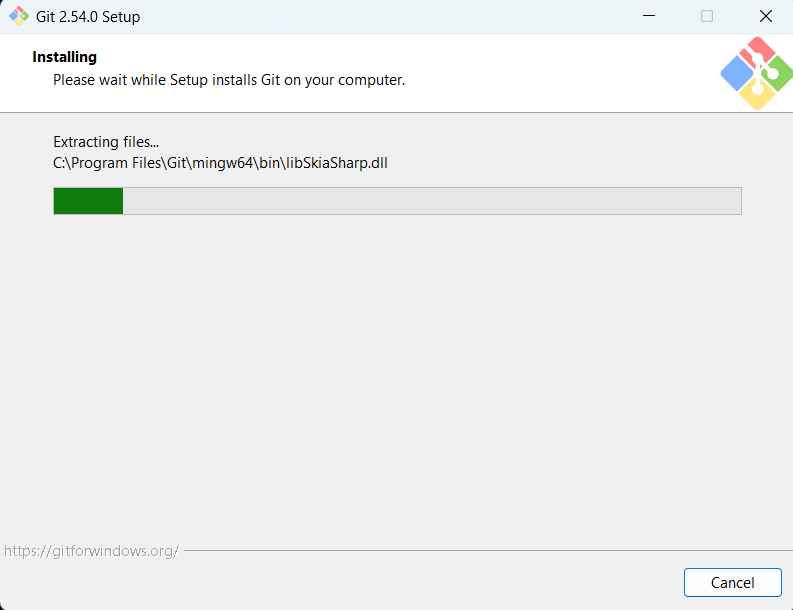 Git 2.54.0 Setup
Installing
Please wait while Setup installs Git on your computer.
Extracting files...
C:\Program Files\Git\mingw64\bin\libSkiaSharp.dll
https://gitforwindows.org/
Cancel